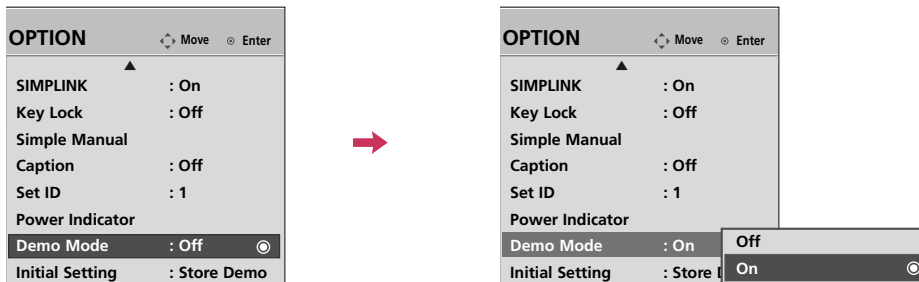 OPTION Move Enter
SIMPLINK : On
Key Lock : Off
Simple Manual
Caption : Off
Set ID : 1
Power Indicator
Demo Mode : Off
Initial Setting : Store Demo
OPTION Move Enter
SIMPLINK : On
Key Lock : Off
Simple Manual
Caption : Off
Set ID : 1
Power Indicator
Demo Mode : On
Initial Setting : Store
Off
On